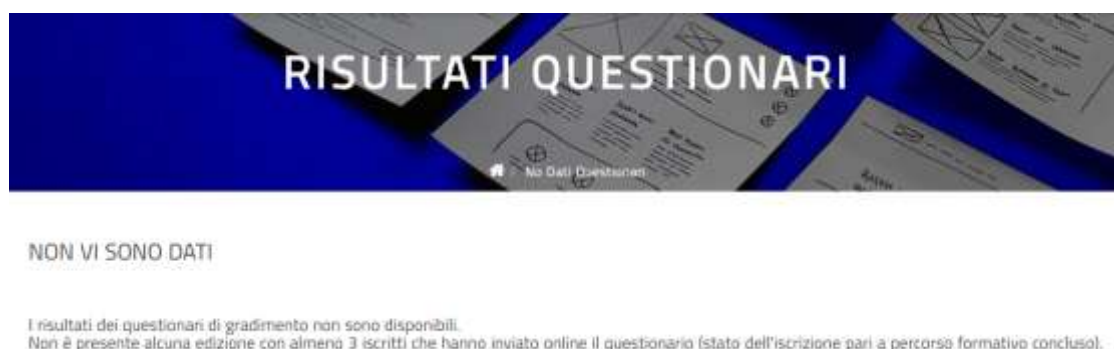 RISULTATI QUESTIONARI
No Dati Questionari
NON VI SONO DATI
I risultati dei questionari di gradimento non sono disponibili.
Non è presente alcuna edizione con almeno 3 iscritti che hanno inviato online il questionario (stato dell'iscrizione pari a percorso formativo concluso).